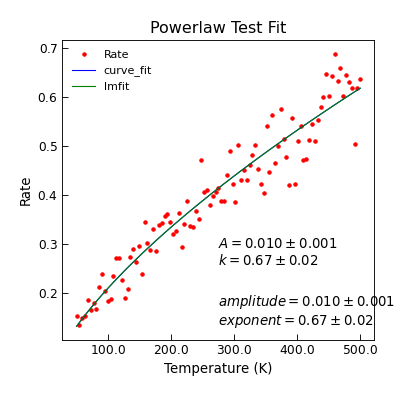 Powerlaw Test Fit
Rate
curve_fit
lmfit
0.7
0.6
0.5
0.4
0.3
0.2
Rate
A = 0.010 ± 0.001
k = 0.67 ± 0.02
amplitude = 0.010 ± 0.001
exponent = 0.67 ± 0.02
100.0 200.0 300.0 400.0 500.0
Temperature (K)